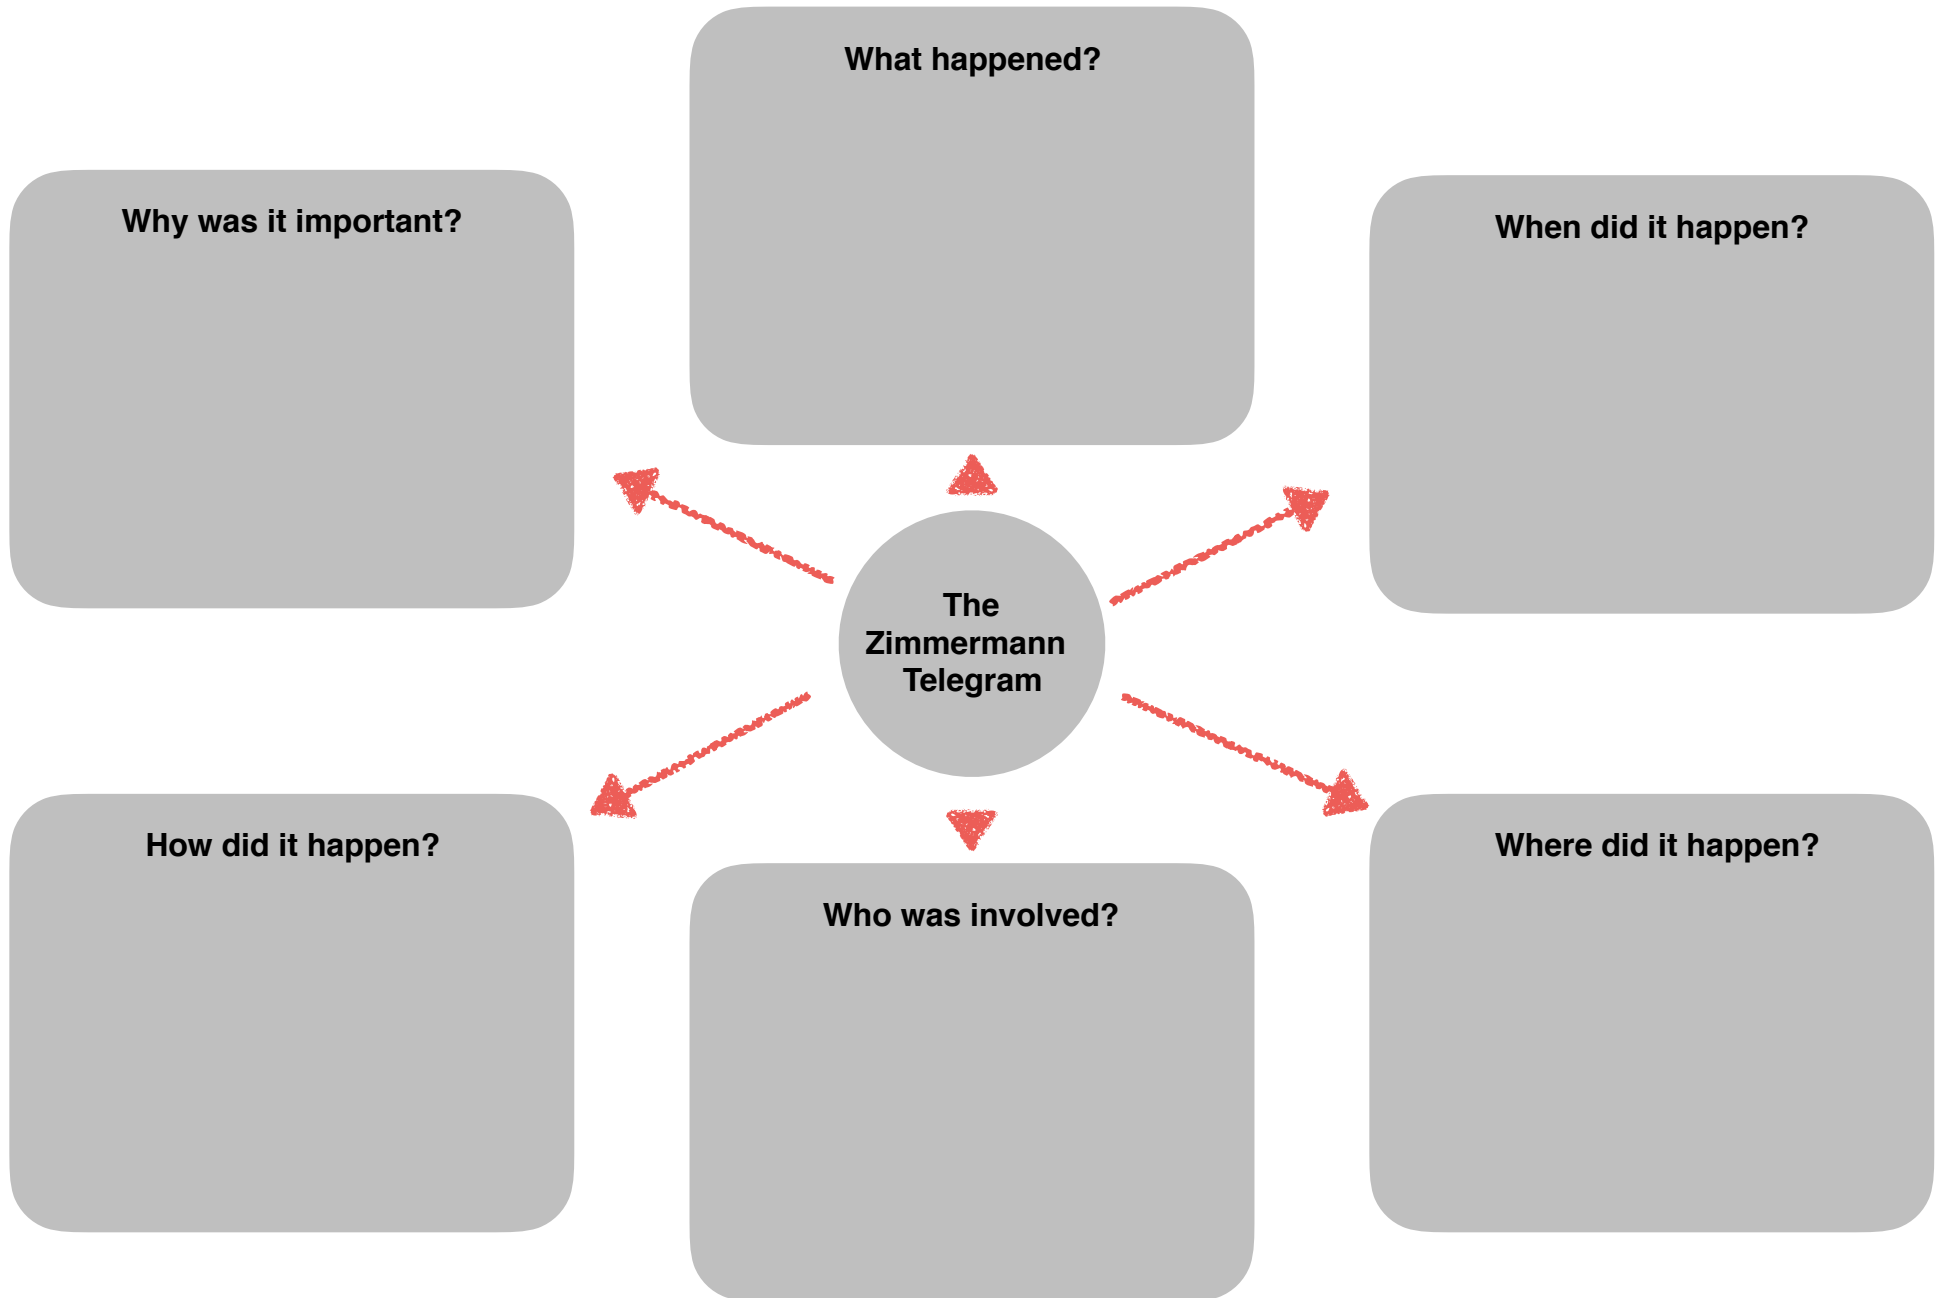 What happened?
Why was it important?
When did it happen?
The
Zimmermann
Telegram
How did it happen?
Where did it happen?
Who was involved?